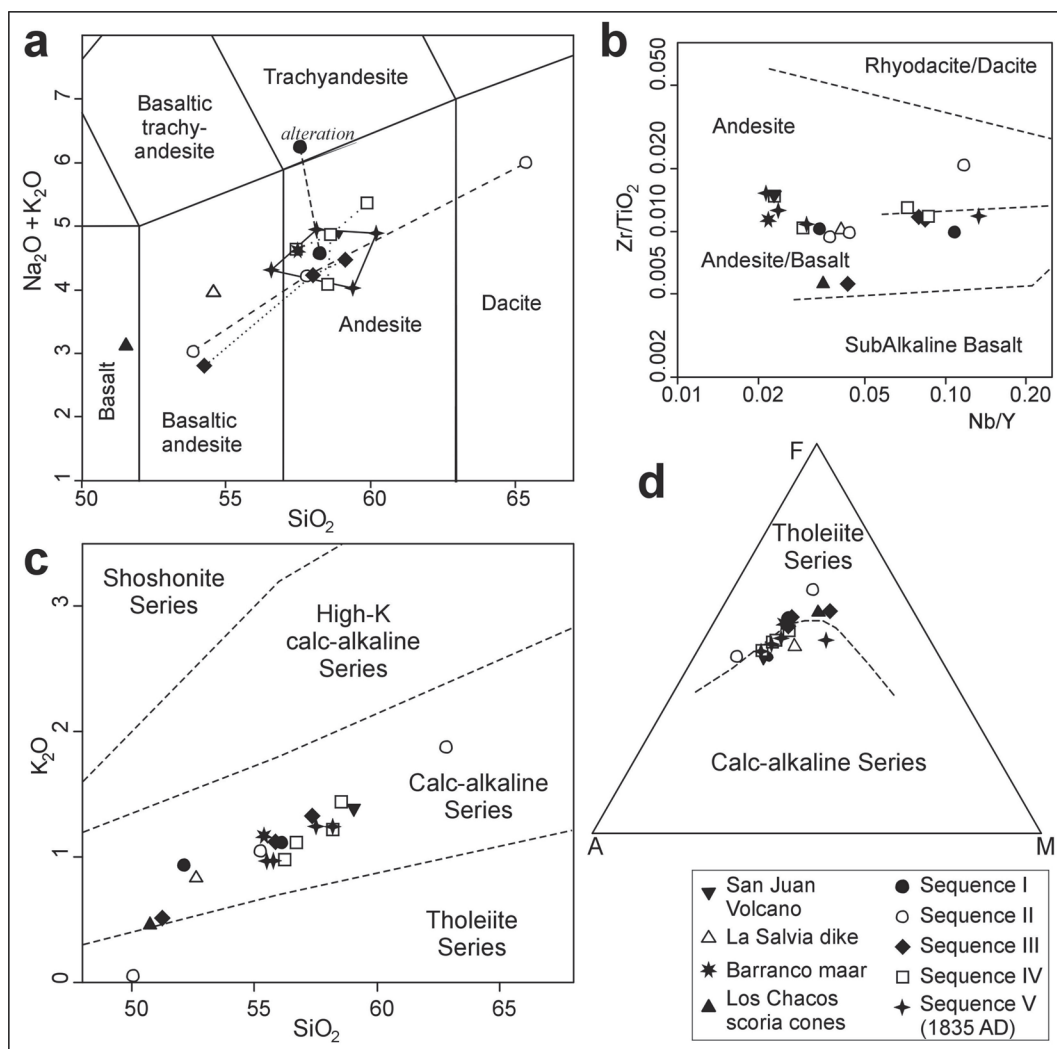 a
Trachyandesite
Basaltic
trachy-
andesite
alteration
Andesite
Dacite
Basalt
Basaltic
andesite
Na2O + K2O
7
6
5
4
3
2
1
50
55
60
65
SiO2
b
Rhyodacite/Dacite
Andesite
Andesite/Basalt
SubAlkaline Basalt
Zr/TiO2
0.050
0.020
0.010
0.005
0.002
0.01
0.02
0.05
0.10
0.20
Nb/Y
c
Shoshonite
Series
High-K
calc-alkaline
Series
Calc-alkaline
Series
Tholeiite
Series
K2O
3
2
1
0
50
55
60
65
SiO2
d
F
Tholeiite
Series
Calc-alkaline Series
A
M
San Juan
Volcano
La Salvia dike
Barranco maar
Los Chacos
scoria cones
Sequence I
Sequence II
Sequence III
Sequence IV
Sequence V
(1835 AD)